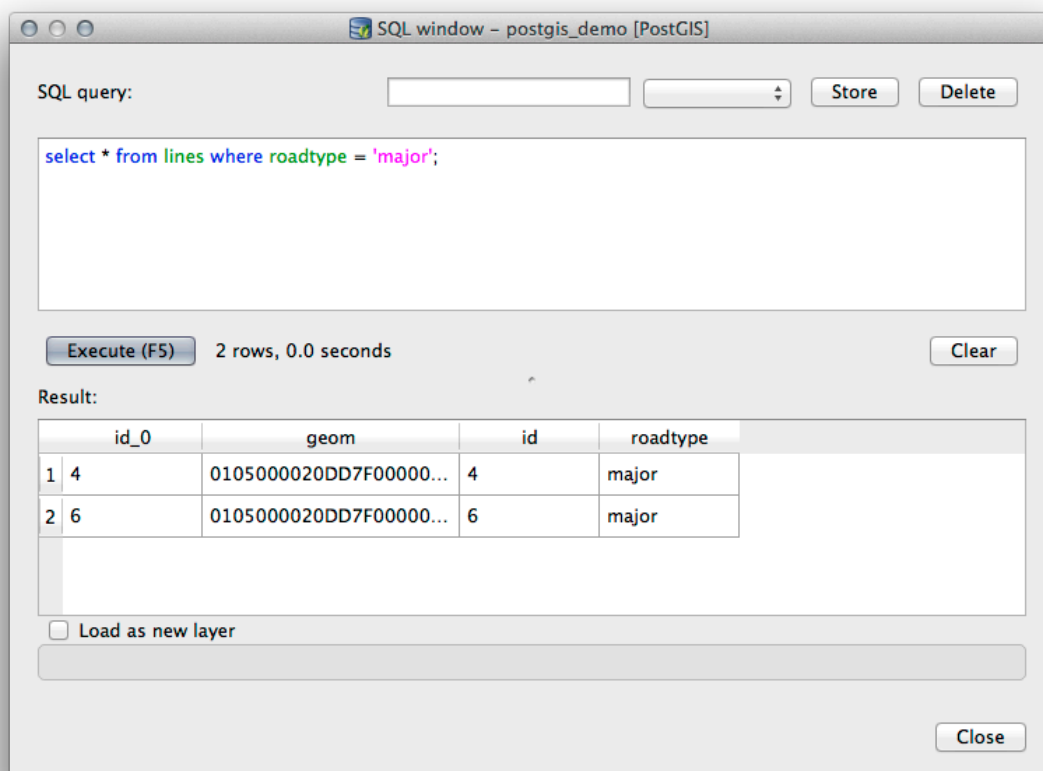 SQL window – postgis_demo [PostGIS]
SQL query: Store Delete
select * from lines where roadtype = 'major';
Execute (F5) 2 rows, 0.0 seconds Clear
Result:
id_0 geom id roadtype
1 4 0105000020DD7F00000... 4 major
2 6 0105000020DD7F00000... 6 major
Load as new layer
Close